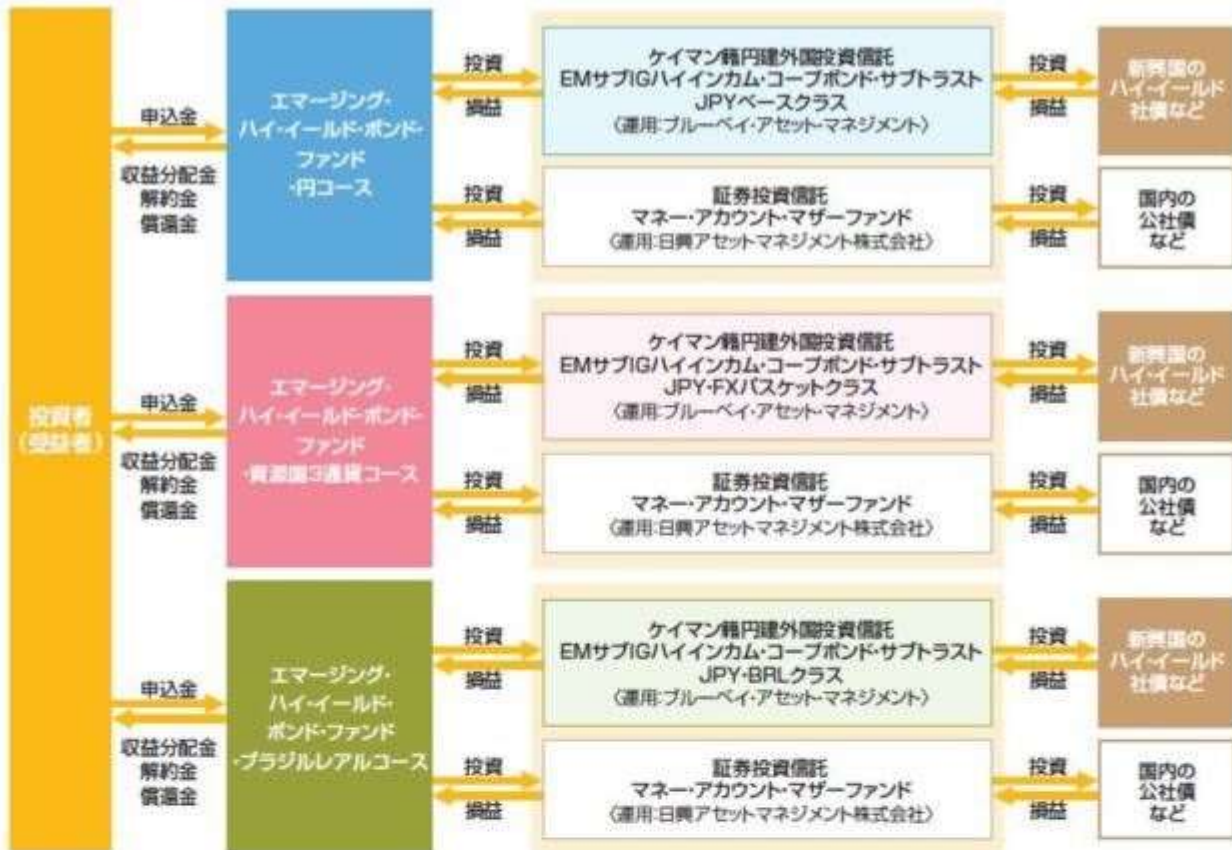 投資者
(受益者)
申込金
収益分配金
解約金
償還金
エマージング・
ハイ・イールド・ボンド・
ファンド
・円コース
投資
損益
ケイマン籍円建外国投資信託
EMサブIGハイインカム・コープボンド・サブトラスト
JPYベースクラス
〈運用:ブルーベイ・アセット・マネジメント〉
投資
損益
新興国の
ハイ・イールド
社債など
投資
損益
証券投資信託
マネー・アカウント・マザーファンド
〈運用:日興アセットマネジメント株式会社〉
投資
損益
国内の
公社債
など
申込金
収益分配金
解約金
償還金
エマージング・
ハイ・イールド・ボンド・
ファンド
・資源国3通貨コース
投資
損益
ケイマン籍円建外国投資信託
EMサブIGハイインカム・コープボンド・サブトラスト
JPY・FXバスケットクラス
〈運用:ブルーベイ・アセット・マネジメント〉
投資
損益
新興国の
ハイ・イールド
社債など
投資
損益
証券投資信託
マネー・アカウント・マザーファンド
〈運用:日興アセットマネジメント株式会社〉
投資
損益
国内の
公社債
など
申込金
収益分配金
解約金
償還金
エマージング・
ハイ・イールド・
ボンド・ファンド
・ブラジルレアルコース
投資
損益
ケイマン籍円建外国投資信託
EMサブIGハイインカム・コープボンド・サブトラスト
JPY・BRLクラス
〈運用:ブルーベイ・アセット・マネジメント〉
投資
損益
新興国の
ハイ・イールド
社債など
投資
損益
証券投資信託
マネー・アカウント・マザーファンド
〈運用:日興アセットマネジメント株式会社〉
投資
損益
国内の
公社債
など